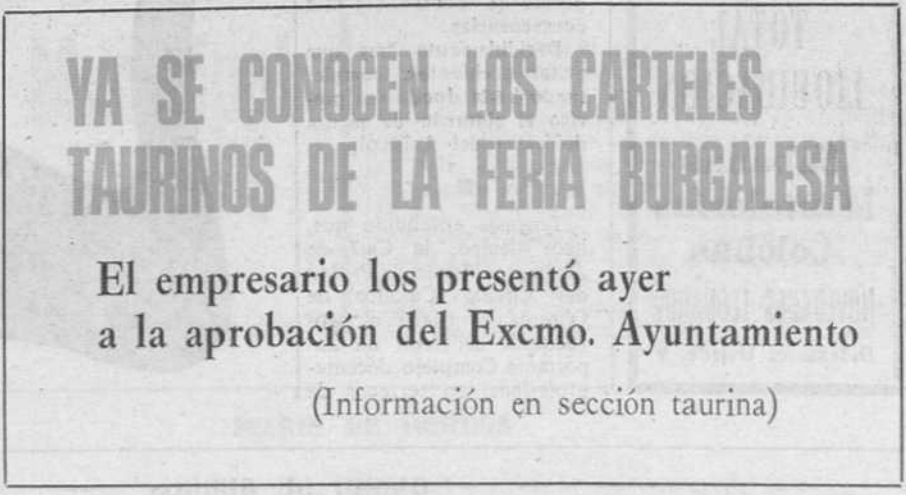 YA SE CONOCEN LOS CARTELES
TAURINOS DE LA FERIA BURGALESA
El empresario los presentó ayer
a la aprobación del Excmo. Ayuntamiento
(Información en sección taurina)